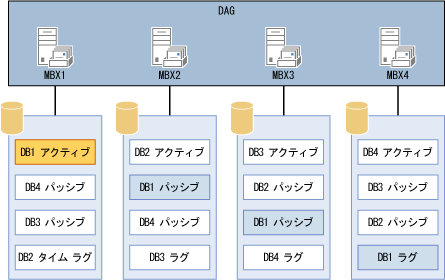 DAG
MBX1
MBX2
MBX3
MBX4
DB1 アクティブ
DB4 パッシブ
DB3 パッシブ
DB2 タイム ラグ
DB2 アクティブ
DB1 パッシブ
DB4 パッシブ
DB3 ラグ
DB3 アクティブ
DB2 パッシブ
DB1 パッシブ
DB4 ラグ
DB4 アクティブ
DB3 パッシブ
DB2 パッシブ
DB1 ラグ